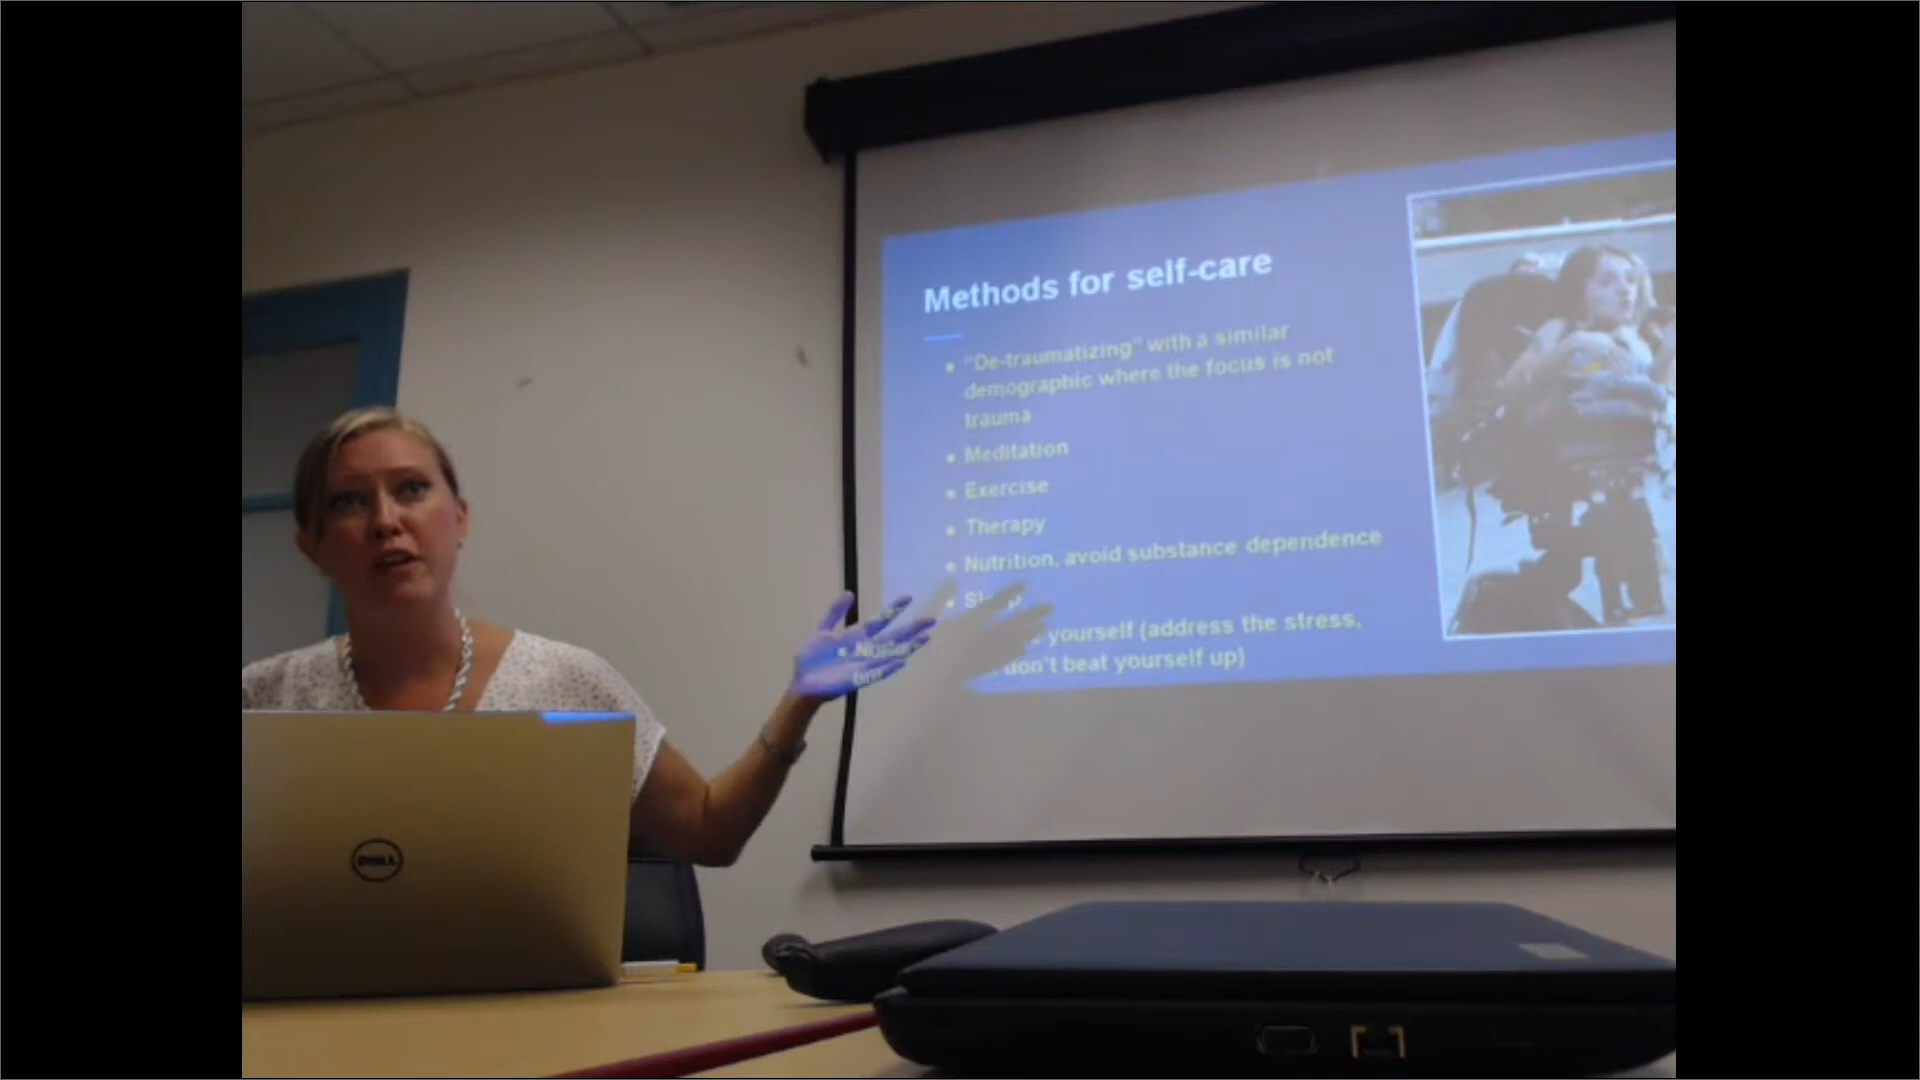 Methods for self-care
• "De-traumatizing" with a similar
demographic where the focus is not
trauma
• Meditation
• Exercise
• Therapy
• Nutrition, avoid substance dependence
yourself (address the stress,
don't beat yourself up)
DELL